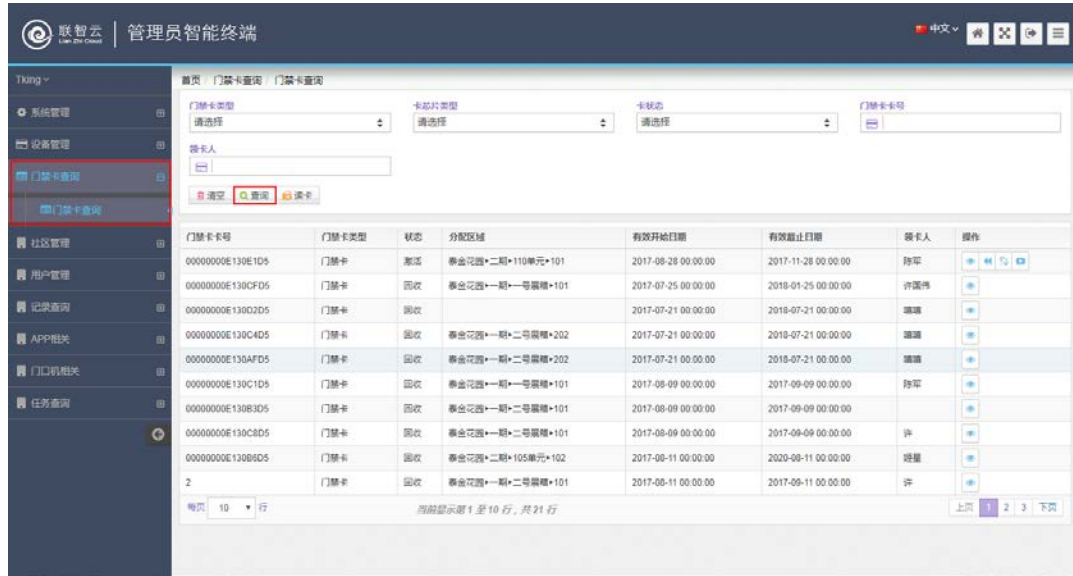 联智云 管理员智能终端 中文
Lian Zhi Cloud
Tking
首页 / 门禁卡查询 / 门禁卡查询
系统管理
设备管理
门禁卡查询
门禁卡查询
社区管理
用户管理
记录查询
APP相关
门口机相关
任务查询
门禁卡类型 卡芯片类型 卡状态 门禁卡卡号
请选择 请选择 请选择
领卡人
清空 查询 读卡
门禁卡卡号 门禁卡类型 状态 分配区域 有效开始日期 有效截止日期 领卡人 操作
00000000E130E1D5 门禁卡 激活 泰金花园▸二期▸110单元▸101 2017-08-28 00:00:00 2017-11-28 00:00:00 陈军
00000000E130CFD5 门禁卡 回收 泰金花园▸一期▸一号展箱▸101 2017-07-25 00:00:00 2018-01-25 00:00:00 许国伟
00000000E130D2D5 门禁卡 回收 2017-07-21 00:00:00 2018-07-21 00:00:00
00000000E130C4D5 门禁卡 回收 泰金花园▸一期▸二号展箱▸202 2017-07-21 00:00:00 2018-07-21 00:00:00
00000000E130AFD5 门禁卡 回收 泰金花园▸一期▸二号展箱▸202 2017-07-21 00:00:00 2018-07-21 00:00:00
00000000E130C1D5 门禁卡 回收 泰金花园▸一期▸一号展箱▸101 2017-08-09 00:00:00 2017-09-09 00:00:00 陈军
00000000E130B3D5 门禁卡 回收 泰金花园▸一期▸二号展箱▸101 2017-08-09 00:00:00 2017-09-09 00:00:00
00000000E130C8D5 门禁卡 回收 泰金花园▸一期▸二号展箱▸101 2017-08-09 00:00:00 2017-09-09 00:00:00 许
00000000E130B6D5 门禁卡 回收 泰金花园▸二期▸105单元▸102 2017-08-11 00:00:00 2020-08-11 00:00:00
2 门禁卡 回收 泰金花园▸一期▸二号展箱▸101 2017-08-11 00:00:00 2017-09-11 00:00:00 许
每页 10 行 当前显示第 1 至 10 行，共 21 行 上页 1 2 3 下页